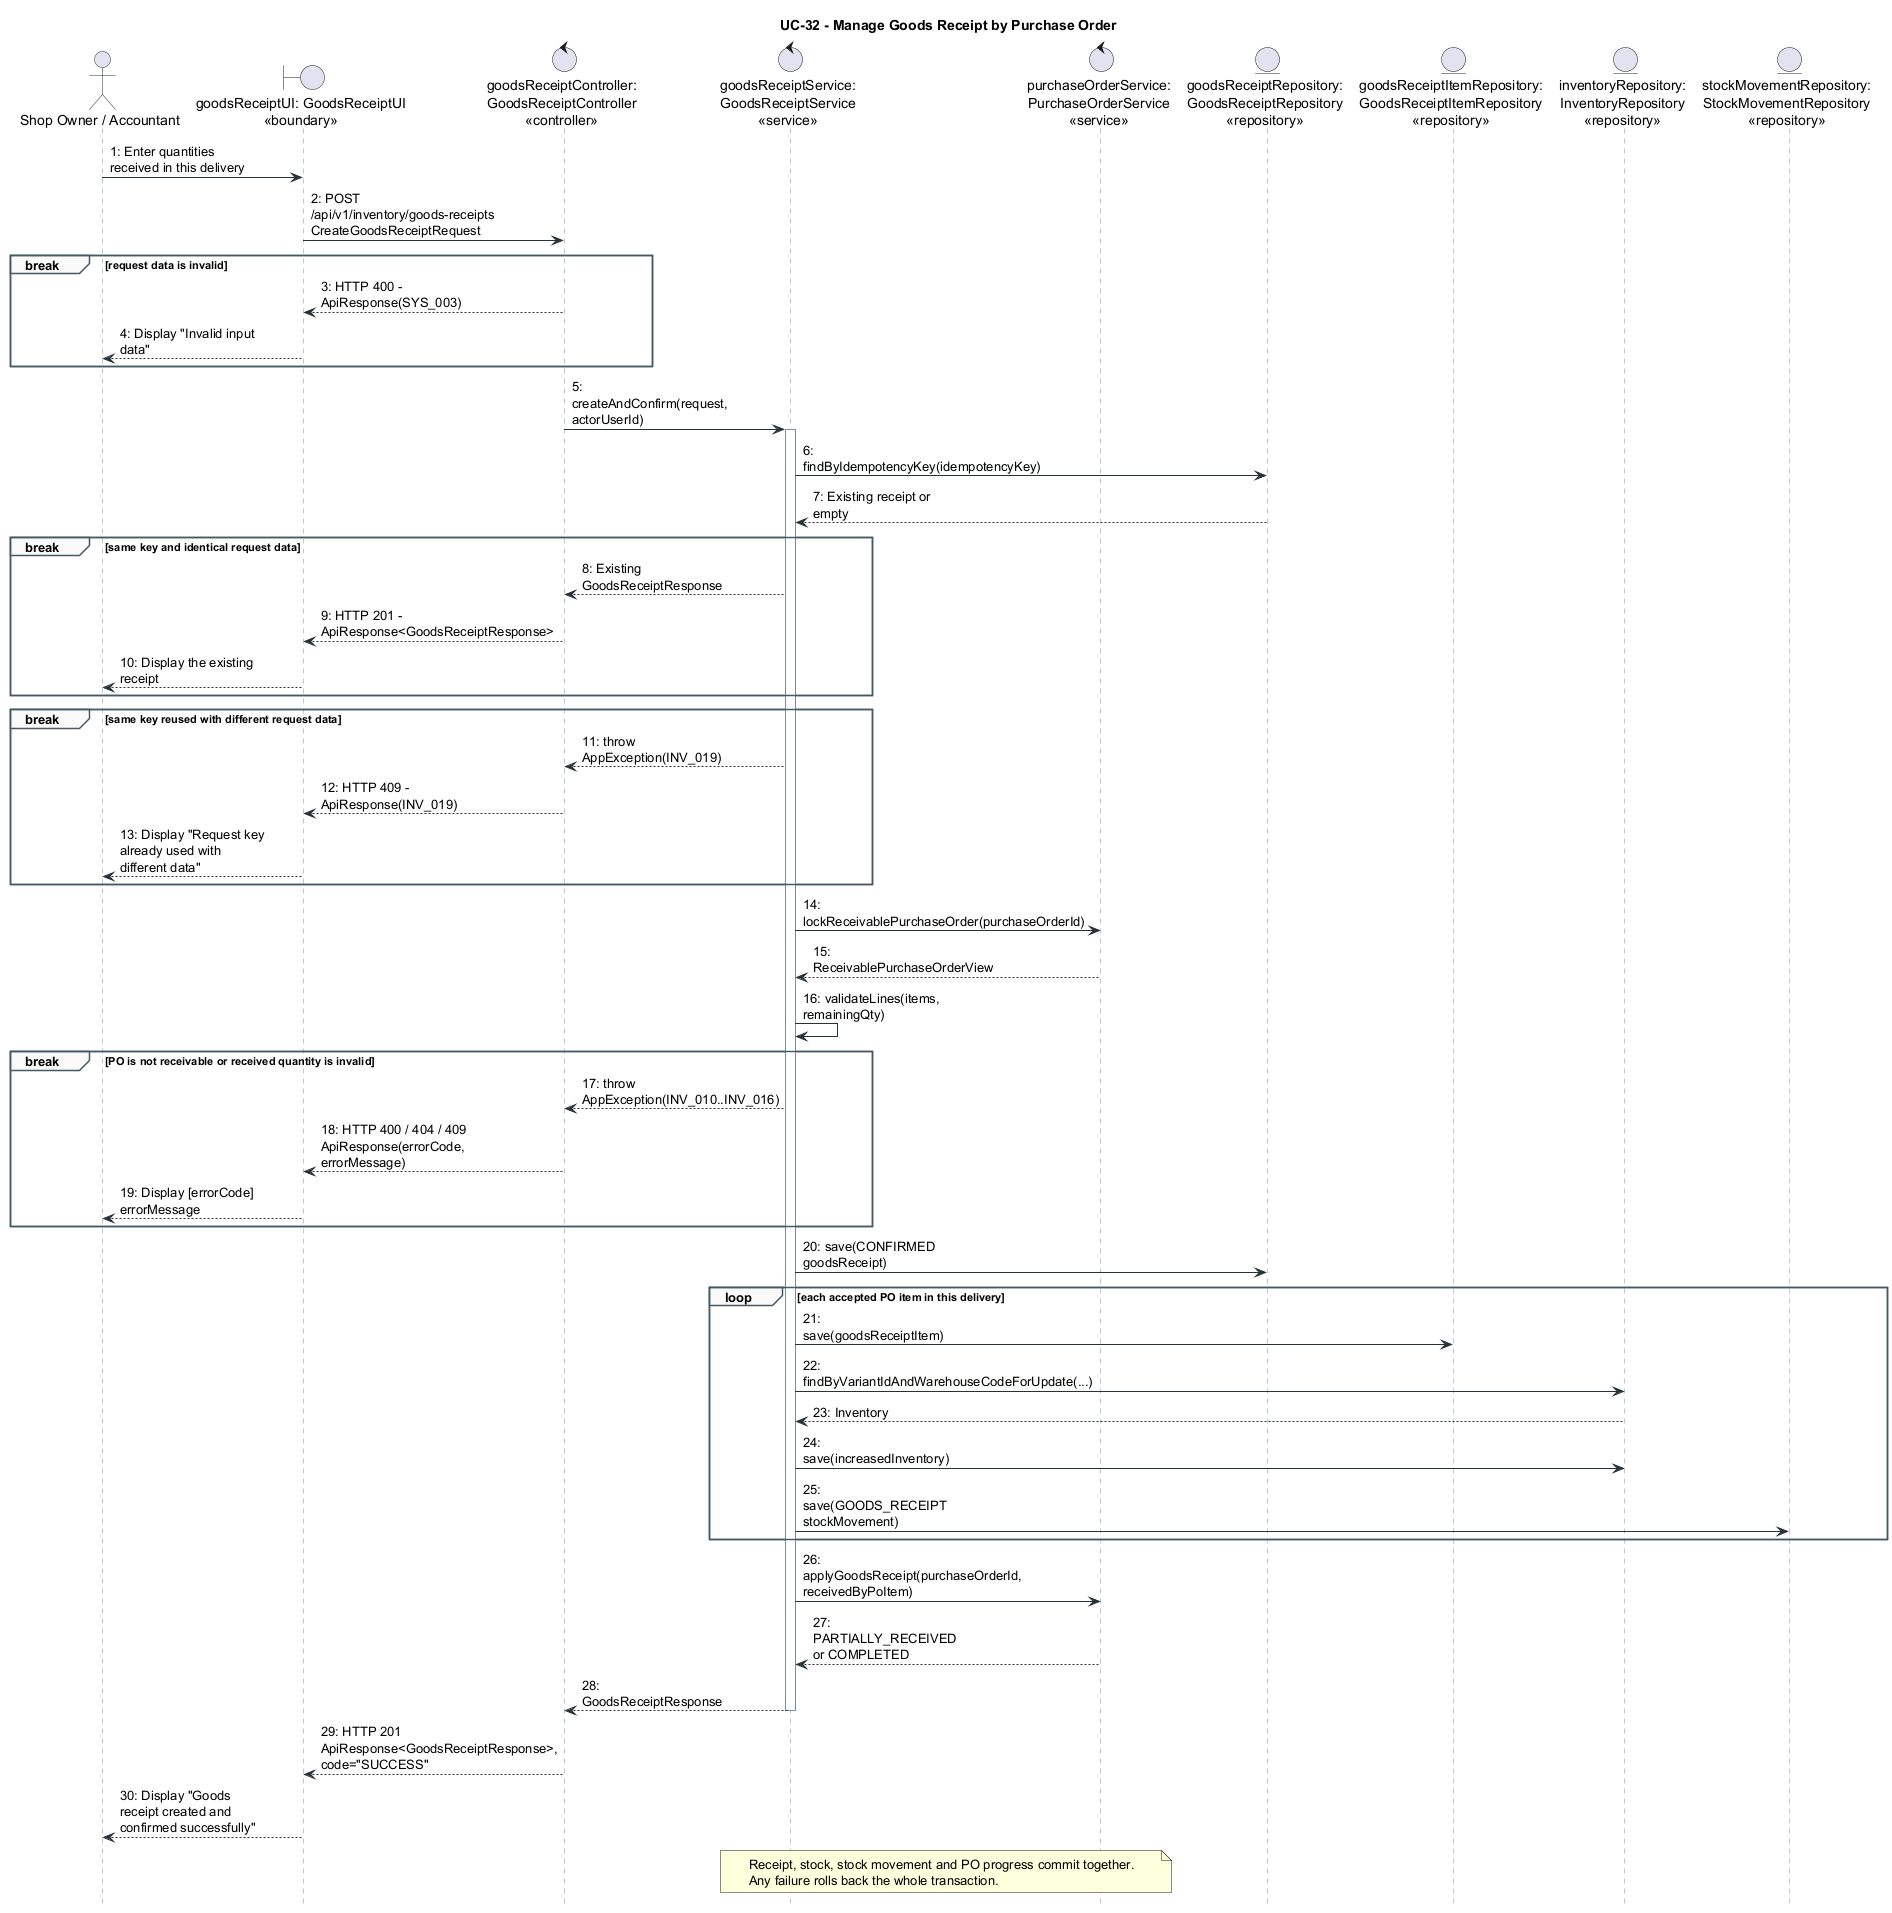 UC-32 - Manage Goods Receipt by Purchase Order
Shop Owner / Accountant
goodsReceiptUI: GoodsReceiptUI
«boundary»
goodsReceiptController:
GoodsReceiptController
«controller»
goodsReceiptService:
GoodsReceiptService
«service»
purchaseOrderService:
PurchaseOrderService
«service»
goodsReceiptRepository:
GoodsReceiptRepository
«repository»
goodsReceiptItemRepository:
GoodsReceiptItemRepository
«repository»
inventoryRepository:
InventoryRepository
«repository»
stockMovementRepository:
StockMovementRepository
«repository»
1: Enter quantities
received in this delivery
2: POST
/api/v1/inventory/goods-receipts
CreateGoodsReceiptRequest
break [request data is invalid]
3: HTTP 400 -
ApiResponse(SYS_003)
4: Display "Invalid input
data"
5:
createAndConfirm(request,
actorUserId)
6:
findByIdempotencyKey(idempotencyKey)
7: Existing receipt or
empty
break [same key and identical request data]
8: Existing
GoodsReceiptResponse
9: HTTP 201 -
ApiResponse<GoodsReceiptResponse>
10: Display the existing
receipt
break [same key reused with different request data]
11: throw
AppException(INV_019)
12: HTTP 409 -
ApiResponse(INV_019)
13: Display "Request key
already used with
different data"
14:
lockReceivablePurchaseOrder(purchaseOrderId)
15:
ReceivablePurchaseOrderView
16: validateLines(items,
remainingQty)
break [PO is not receivable or received quantity is invalid]
17: throw
AppException(INV_010..INV_016)
18: HTTP 400 / 404 / 409
ApiResponse(errorCode,
errorMessage)
19: Display [errorCode]
errorMessage
20: save(CONFIRMED
goodsReceipt)
loop [each accepted PO item in this delivery]
21:
save(goodsReceiptItem)
22:
findByVariantIdAndWarehouseCodeForUpdate(...)
23: Inventory
24:
save(increasedInventory)
25:
save(GOODS_RECEIPT
stockMovement)
26:
applyGoodsReceipt(purchaseOrderId,
receivedByPoItem)
27:
PARTIALLY_RECEIVED
or COMPLETED
28:
GoodsReceiptResponse
29: HTTP 201
ApiResponse<GoodsReceiptResponse>,
code="SUCCESS"
30: Display "Goods
receipt created and
confirmed successfully"
Receipt, stock, stock movement and PO progress commit together.
Any failure rolls back the whole transaction.